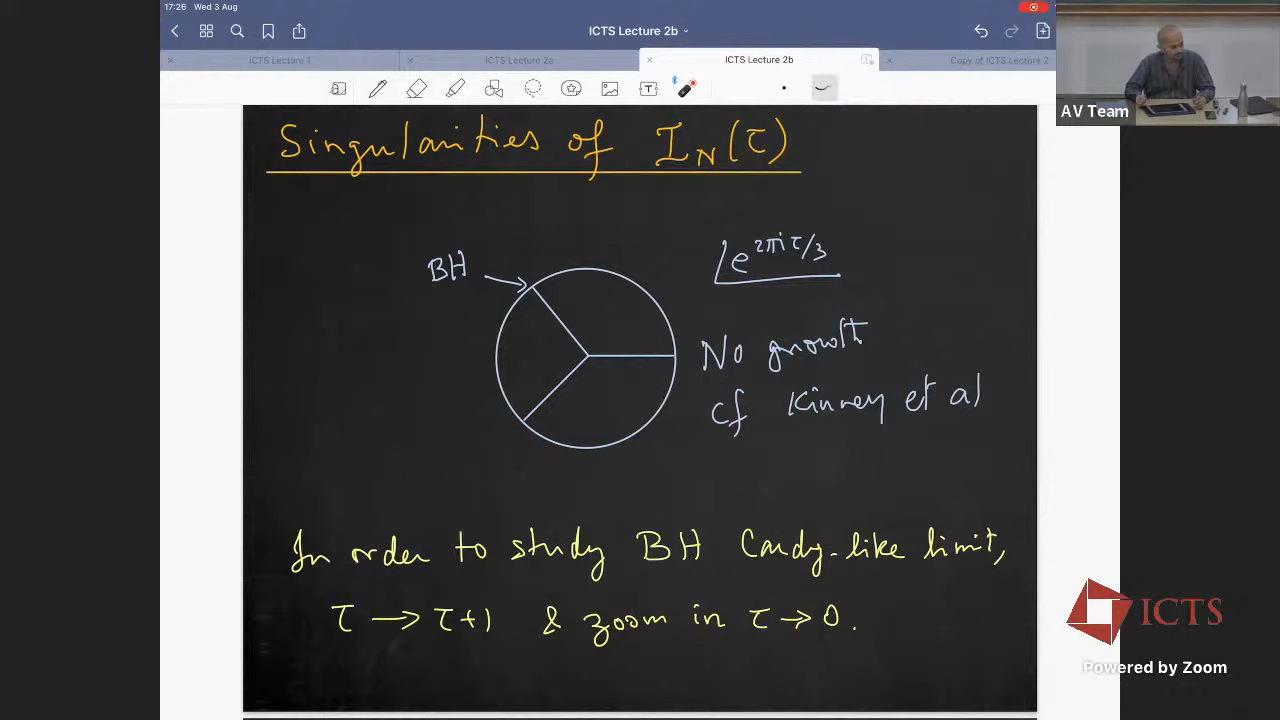 17:26 Wed 3 Aug
ICTS Lecture 2b
ICTS Lecture 1
ICTS Lecture 2a
ICTS Lecture 2b
Copy of ICTS Lecture 2
AV Team
Singularities of I_N(τ)
BH
e^{2πiτ/3}
No growth
cf Kinney et al
In order to study BH Cardy-like limit,
τ → τ+1 & zoom in τ → 0.
ICTS
Powered by Zoom